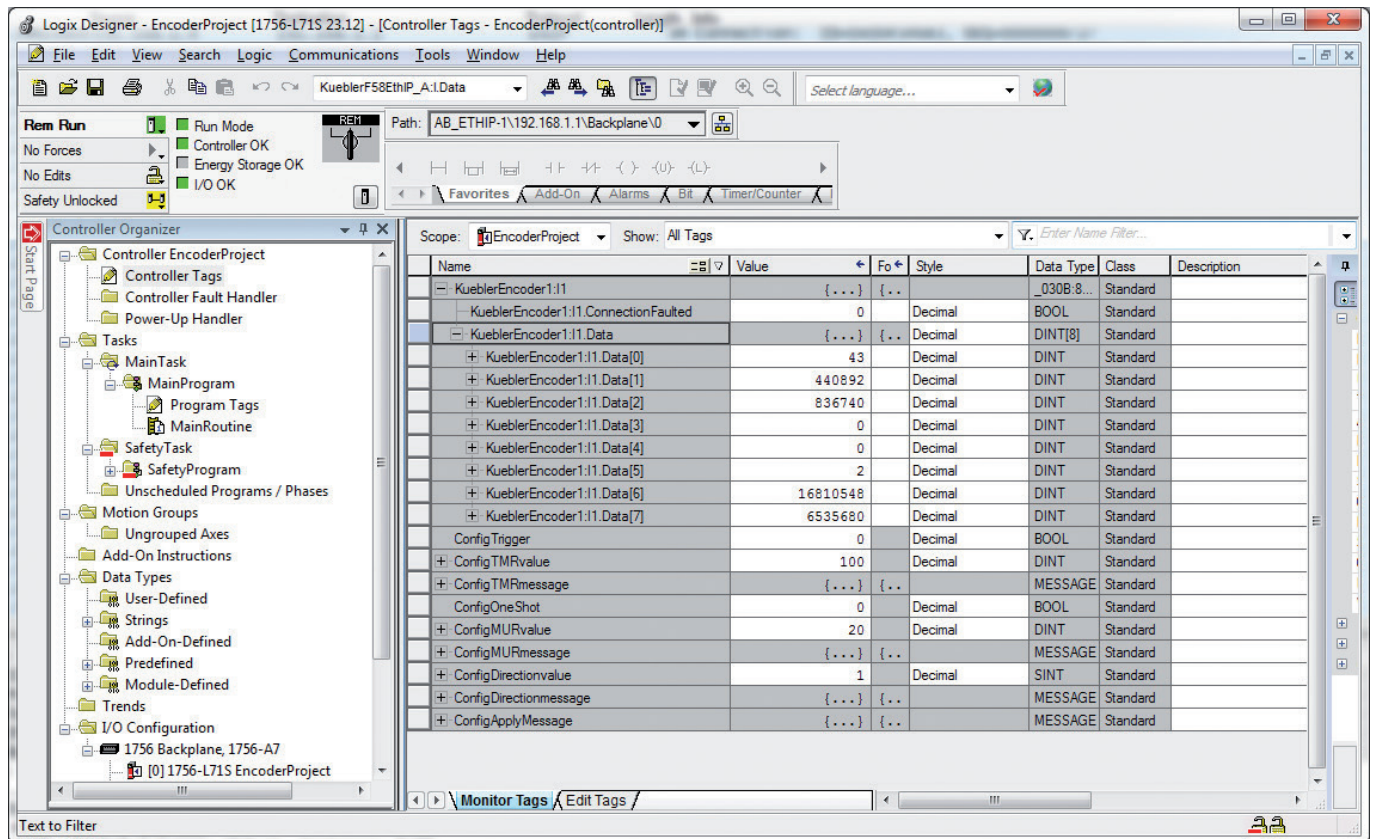 Logix Designer - EncoderProject [1756-L71S 23.12] - [Controller Tags - EncoderProject(controller)]
File Edit View Search Logic Communications Tools Window Help
KueblerF58EthIP_A:I.Data
Select language...
Rem Run
No Forces
No Edits
Safety Unlocked
Run Mode
Controller OK
Energy Storage OK
I/O OK
REM
Path: AB_ETHIP-1\192.168.1.1\Backplane\0
Favorites Add-On Alarms Bit Timer/Counter
Start Page
Controller Organizer
Controller EncoderProject
Controller Tags
Controller Fault Handler
Power-Up Handler
Tasks
MainTask
MainProgram
Program Tags
MainRoutine
SafetyTask
SafetyProgram
Unscheduled Programs / Phases
Motion Groups
Ungrouped Axes
Add-On Instructions
Data Types
User-Defined
Strings
Add-On-Defined
Predefined
Module-Defined
Trends
I/O Configuration
1756 Backplane, 1756-A7
[0] 1756-L71S EncoderProject
Scope: EncoderProject Show: All Tags Enter Name Filter...
Name Value Fo Style Data Type Class Description
KueblerEncoder1:I1 {...} {.. _030B:8... Standard
KueblerEncoder1:I1.ConnectionFaulted 0 Decimal BOOL Standard
KueblerEncoder1:I1.Data {...} {.. Decimal DINT[8] Standard
KueblerEncoder1:I1.Data[0] 43 Decimal DINT Standard
KueblerEncoder1:I1.Data[1] 440892 Decimal DINT Standard
KueblerEncoder1:I1.Data[2] 836740 Decimal DINT Standard
KueblerEncoder1:I1.Data[3] 0 Decimal DINT Standard
KueblerEncoder1:I1.Data[4] 0 Decimal DINT Standard
KueblerEncoder1:I1.Data[5] 2 Decimal DINT Standard
KueblerEncoder1:I1.Data[6] 16810548 Decimal DINT Standard
KueblerEncoder1:I1.Data[7] 6535680 Decimal DINT Standard
ConfigTrigger 0 Decimal BOOL Standard
ConfigTMRvalue 100 Decimal DINT Standard
ConfigTMRmessage {...} {.. MESSAGE Standard
ConfigOneShot 0 Decimal BOOL Standard
ConfigMURvalue 20 Decimal DINT Standard
ConfigMURmessage {...} {.. MESSAGE Standard
ConfigDirectionvalue 1 Decimal SINT Standard
ConfigDirectionmessage {...} {.. MESSAGE Standard
ConfigApplyMessage {...} {.. MESSAGE Standard
Monitor Tags Edit Tags
Text to Filter